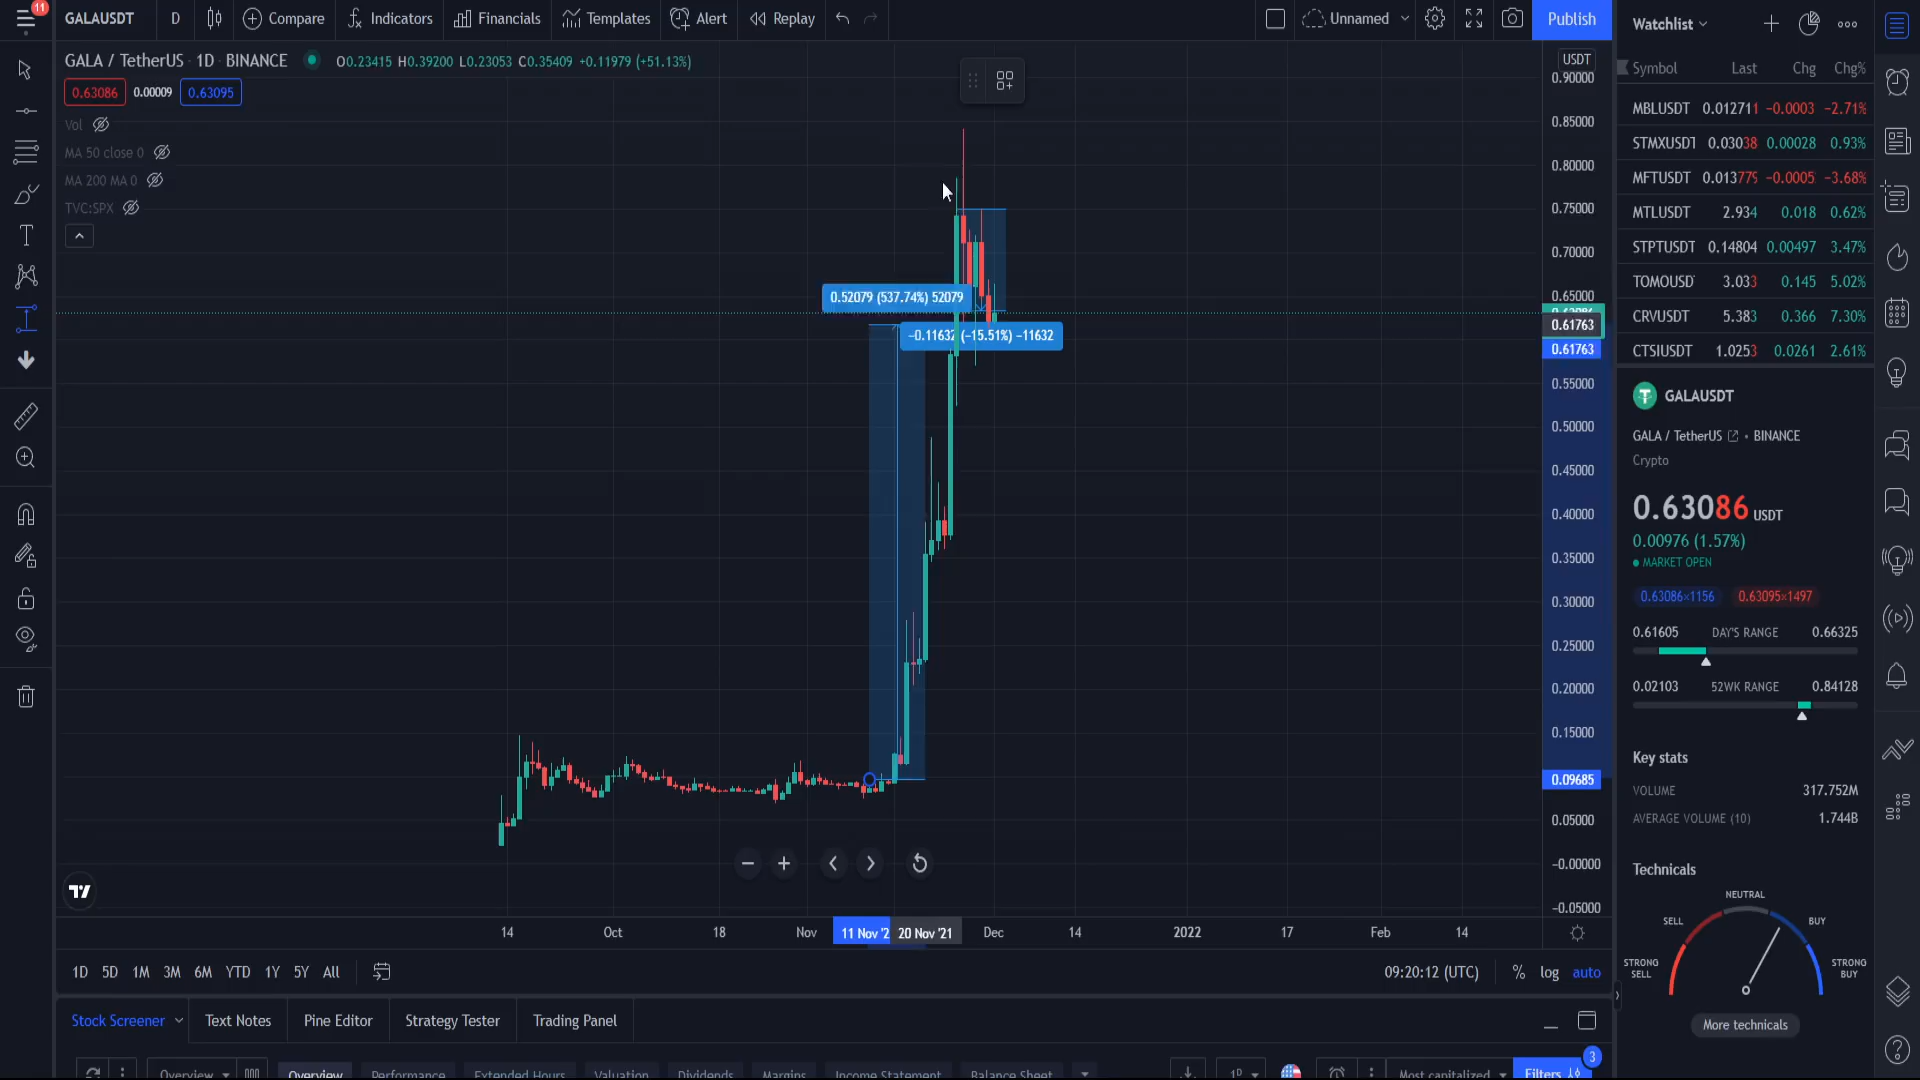 11
GALAUSDT D Compare Indicators Financials Templates Alert Replay Unnamed Publish
GALA / TetherUS · 1D · BINANCE O0.23415 H0.39200 L0.23053 C0.35409 +0.11979 (+51.13%)
0.63086 0.00009 0.63095
Vol
MA 50 close 0
MA 200 MA 0
TVC:SPX
0.52079 (537.74%) 52079
−0.11632 (−15.51%) −11632
USDT
0.90000
0.85000
0.80000
0.75000
0.70000
0.65000
0.61763
0.61763
0.55000
0.50000
0.45000
0.40000
0.35000
0.30000
0.25000
0.20000
0.15000
0.09685
0.05000
−0.00000
−0.05000
14 Oct 18 Nov 11 Nov '2 20 Nov '21 Dec 14 2022 17 Feb 14
1D 5D 1M 3M 6M YTD 1Y 5Y All 09:20:12 (UTC) % log auto
Stock Screener Text Notes Pine Editor Strategy Tester Trading Panel
Overview Overview Performance Extended Hours Valuation Dividends Margins Income Statement Balance Sheet 1D Most capitalized Filters 3
Watchlist
Symbol Last Chg Chg%
MBLUSDT 0.012711 −0.0003 −2.71%
STMXUSDT 0.03038 0.00028 0.93%
MFTUSDT 0.013775 −0.0005 −3.68%
MTLUSDT 2.934 0.018 0.62%
STPTUSDT 0.14804 0.00497 3.47%
TOMOUSD 3.033 0.145 5.02%
CRVUSDT 5.383 0.366 7.30%
CTSIUSDT 1.0253 0.0261 2.61%
GALAUSDT
GALA / TetherUS • BINANCE
Crypto
0.63086 USDT
0.00976 (1.57%)
MARKET OPEN
0.63086×1156 0.63095×1497
0.61605 DAY'S RANGE 0.66325
0.02103 52WK RANGE 0.84128
Key stats
VOLUME 317.752M
AVERAGE VOLUME (10) 1.744B
Technicals
NEUTRAL
SELL BUY
STRONG SELL STRONG BUY
More technicals